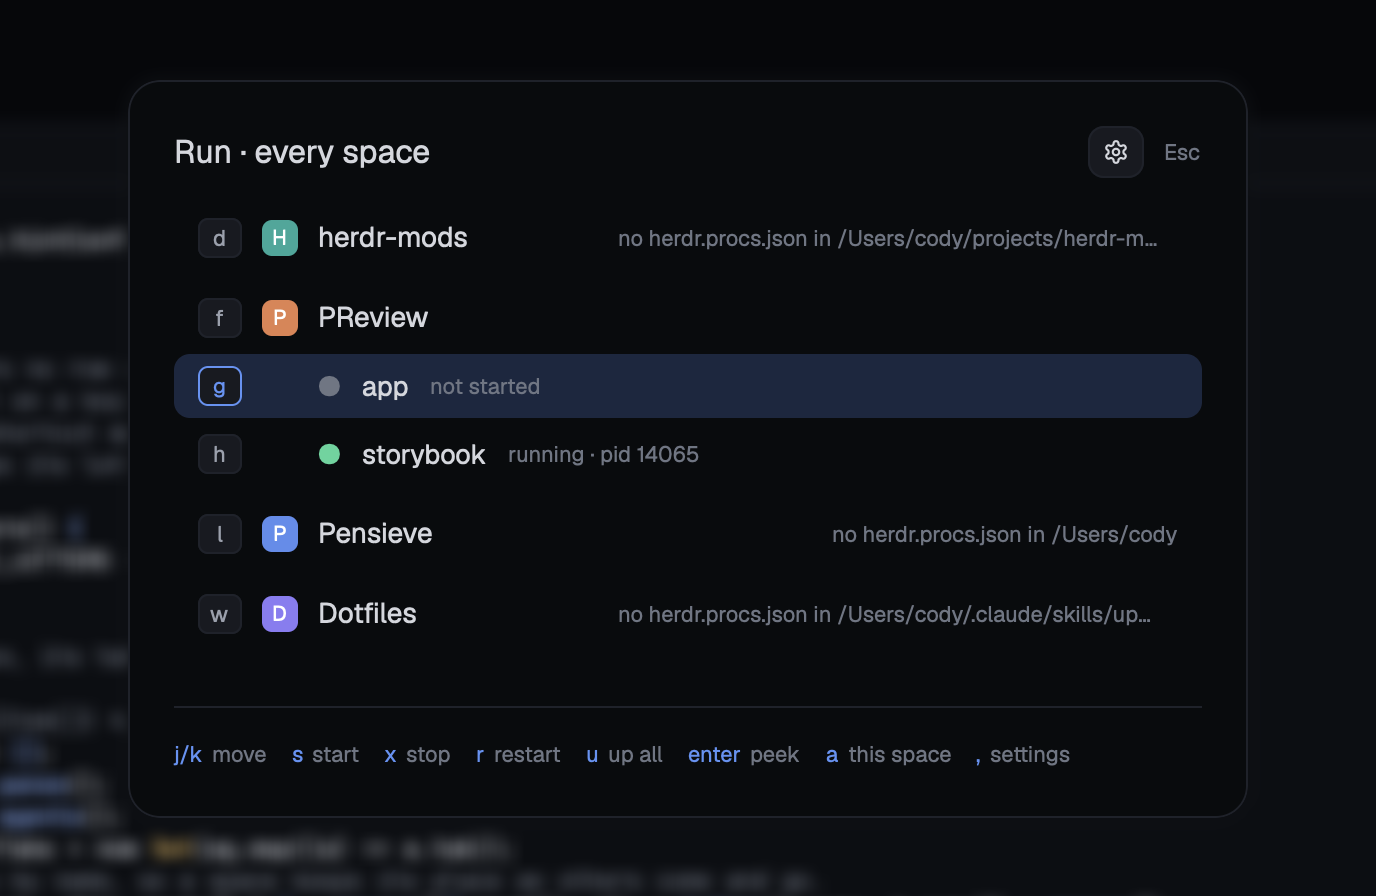 Run · every space
Esc
d H herdr-mods no herdr.procs.json in /Users/cody/projects/herdr-m…
f P PReview
g app not started
h storybook running · pid 14065
l P Pensieve no herdr.procs.json in /Users/cody
w D Dotfiles no herdr.procs.json in /Users/cody/.claude/skills/up…
j/k move s start x stop r restart u up all enter peek a this space , settings